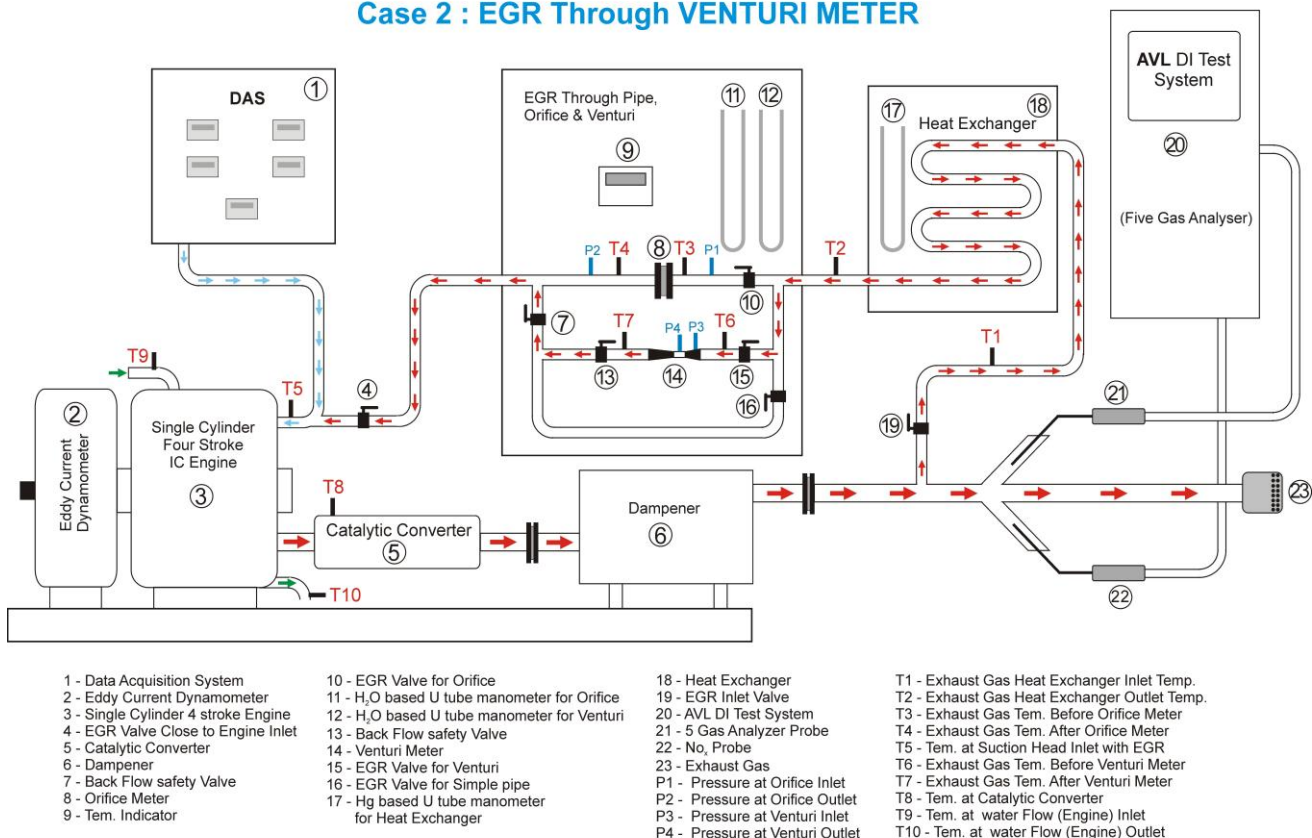 Case 2 : EGR Through VENTURI METER
DAS
1
EGR Through Pipe,
Orifice & Venturi
9
11
12
17
18
Heat Exchanger
AVL DI Test
System
20
(Five Gas Analyser)
P2
T4
8
T3
P1
10
T2
7
T7
P4
P3
T6
13
14
15
16
T1
T9
T5
4
2
Eddy Current
Dynamometer
Single Cylinder
Four Stroke
IC Engine
3
T8
Catalytic Converter
5
T10
Dampener
6
19
21
22
23
1 - Data Acquisition System
2 - Eddy Current Dynamometer
3 - Single Cylinder 4 stroke Engine
4 - EGR Valve Close to Engine Inlet
5 - Catalytic Converter
6 - Dampener
7 - Back Flow safety Valve
8 - Orifice Meter
9 - Tem. Indicator
10 - EGR Valve for Orifice
11 - H₂O based U tube manometer for Orifice
12 - H₂O based U tube manometer for Venturi
13 - Back Flow safety Valve
14 - Venturi Meter
15 - EGR Valve for Venturi
16 - EGR Valve for Simple pipe
17 - Hg based U tube manometer
for Heat Exchanger
18 - Heat Exchanger
19 - EGR Inlet Valve
20 - AVL DI Test System
21 - 5 Gas Analyzer Probe
22 - Noₓ Probe
23 - Exhaust Gas
P1 - Pressure at Orifice Inlet
P2 - Pressure at Orifice Outlet
P3 - Pressure at Venturi Inlet
P4 - Pressure at Venturi Outlet
T1 - Exhaust Gas Heat Exchanger Inlet Temp.
T2 - Exhaust Gas Heat Exchanger Outlet Temp.
T3 - Exhaust Gas Tem. Before Orifice Meter
T4 - Exhaust Gas Tem. After Orifice Meter
T5 - Tem. at Suction Head Inlet with EGR
T6 - Exhaust Gas Tem. Before Venturi Meter
T7 - Exhaust Gas Tem. After Venturi Meter
T8 - Tem. at Catalytic Converter
T9 - Tem. at water Flow (Engine) Inlet
T10 - Tem. at water Flow (Engine) Outlet